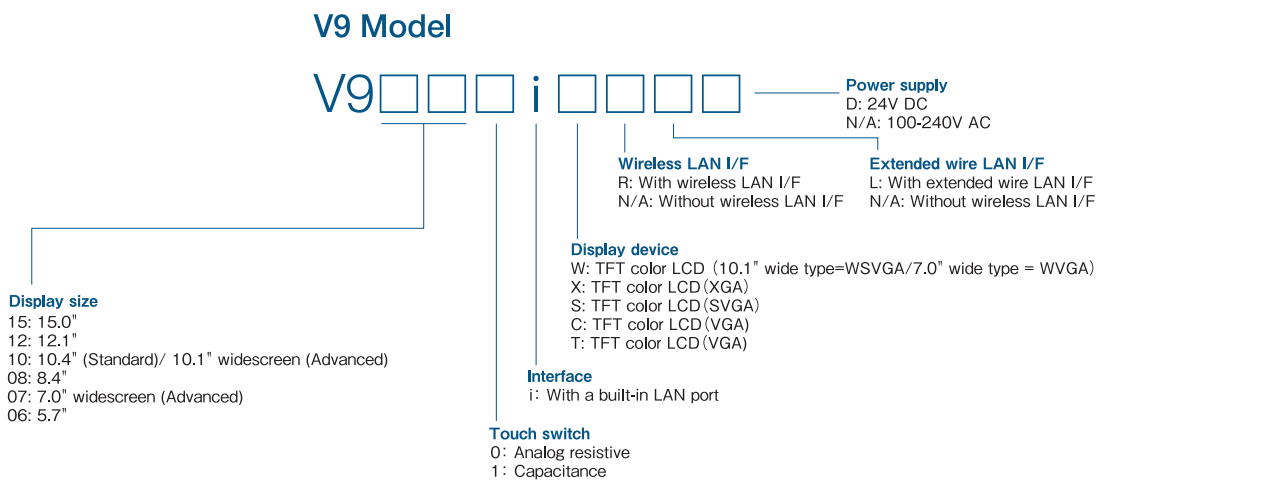 V9 Model
V9□□□ i □□□□
Power supply
D: 24V DC
N/A: 100-240V AC
Wireless LAN I/F
R: With wireless LAN I/F
N/A: Without wireless LAN I/F
Extended wire LAN I/F
L: With extended wire LAN I/F
N/A: Without wireless LAN I/F
Display device
W: TFT color LCD (10.1" wide type=WSVGA/7.0" wide type = WVGA)
X: TFT color LCD(XGA)
S: TFT color LCD(SVGA)
C: TFT color LCD(VGA)
T: TFT color LCD(VGA)
Display size
15: 15.0"
12: 12.1"
10: 10.4" (Standard)/ 10.1" widescreen (Advanced)
08: 8.4"
07: 7.0" widescreen (Advanced)
06: 5.7"
Interface
i: With a built-in LAN port
Touch switch
0: Analog resistive
1: Capacitance